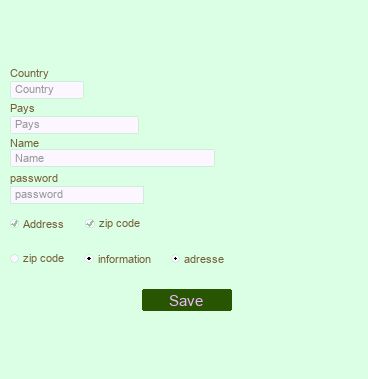 Country
Country
Pays
Pays
Name
Name
password
password
Address zip code
zip code information adresse
Save